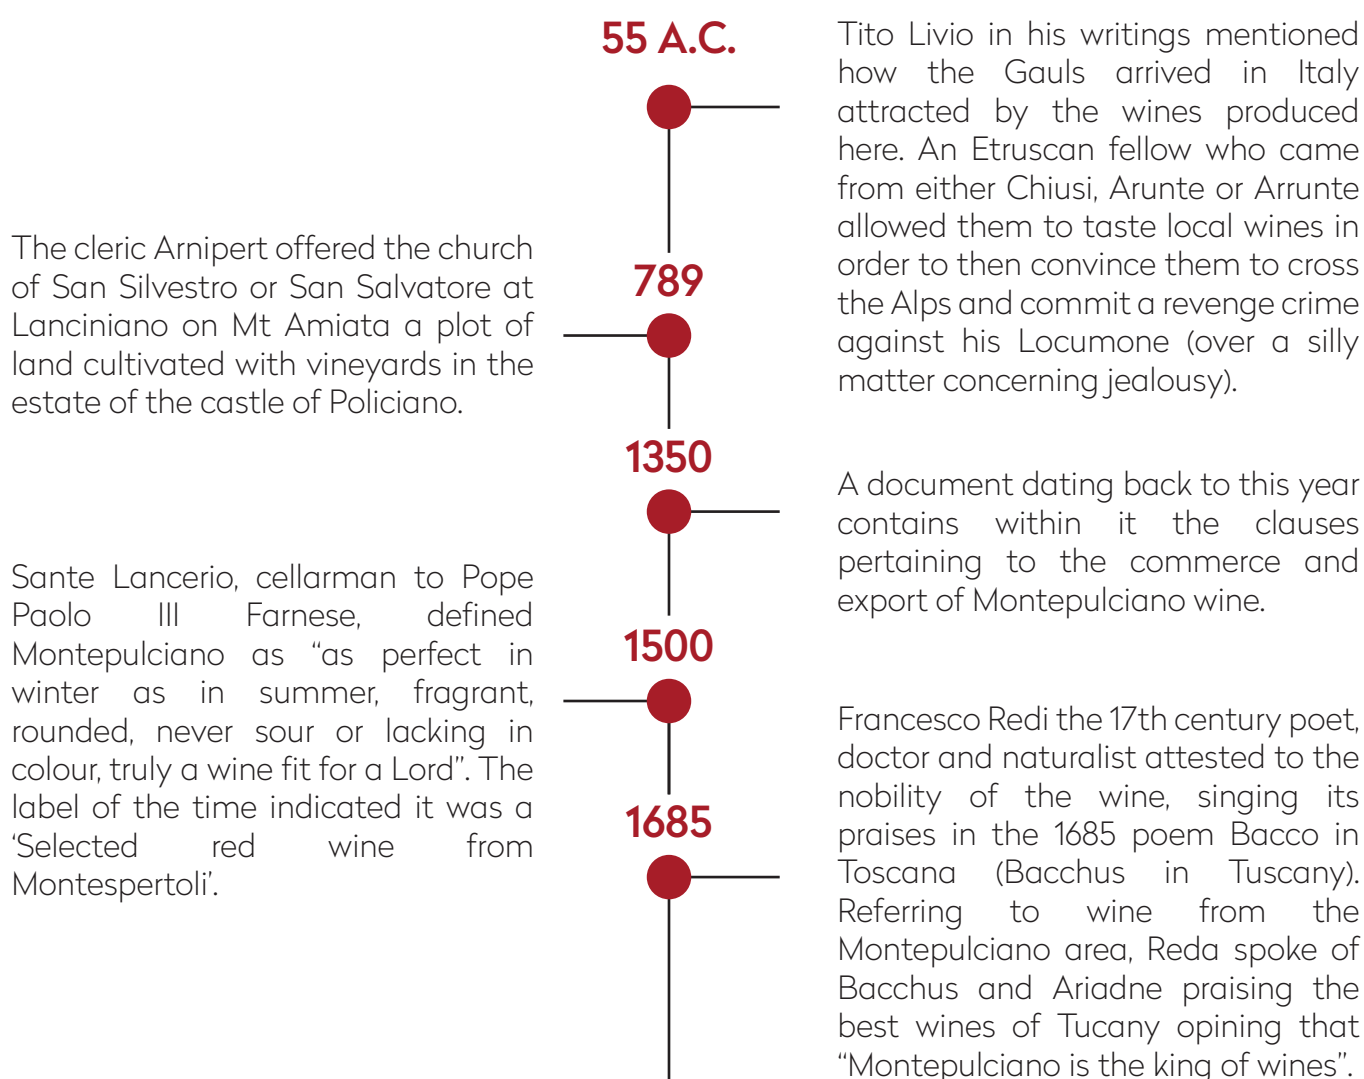 55 A.C.
Tito Livio in his writings mentioned
how the Gauls arrived in Italy
attracted by the wines produced
here. An Etruscan fellow who came
from either Chiusi, Arunte or Arrunte
allowed them to taste local wines in
order to then convince them to cross
the Alps and commit a revenge crime
against his Locumone (over a silly
matter concerning jealousy).
789
The cleric Arnipert offered the church
of San Silvestro or San Salvatore at
Lanciniano on Mt Amiata a plot of
land cultivated with vineyards in the
estate of the castle of Policiano.
1350
A document dating back to this year
contains within it the clauses
pertaining to the commerce and
export of Montepulciano wine.
1500
Sante Lancerio, cellarman to Pope
Paolo III Farnese, defined
Montepulciano as “as perfect in
winter as in summer, fragrant,
rounded, never sour or lacking in
colour, truly a wine fit for a Lord”. The
label of the time indicated it was a
‘Selected red wine from
Montespertoli’.
1685
Francesco Redi the 17th century poet,
doctor and naturalist attested to the
nobility of the wine, singing its
praises in the 1685 poem Bacco in
Toscana (Bacchus in Tuscany).
Referring to wine from the
Montepulciano area, Reda spoke of
Bacchus and Ariadne praising the
best wines of Tucany opining that
“Montepulciano is the king of wines”.